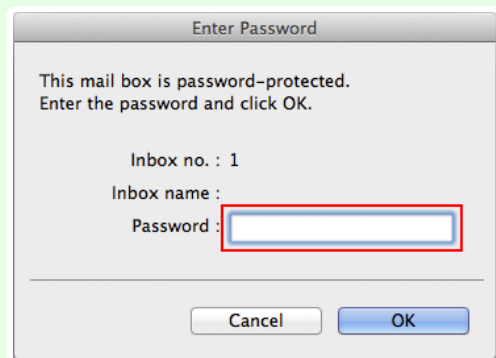 Enter Password
This mail box is password-protected.
Enter the password and click OK.
Inbox no. : 1
Inbox name :
Password :
Cancel OK